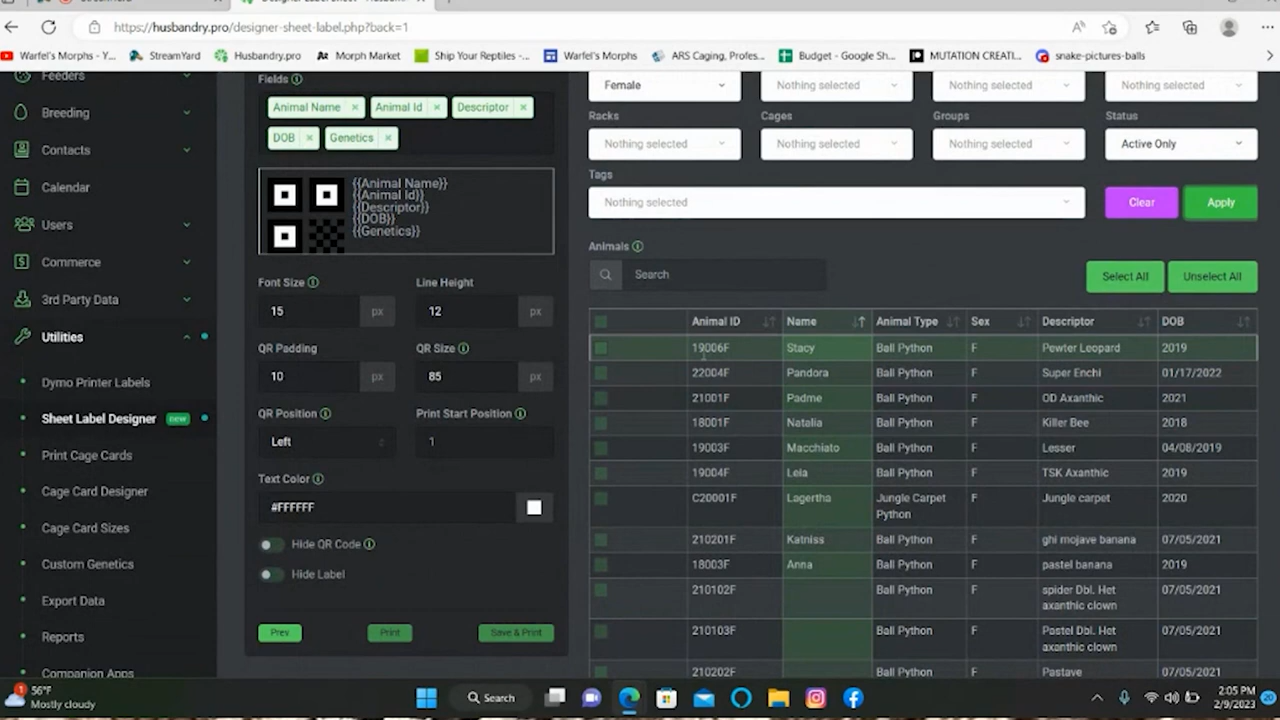 https://husbandry.pro/designer-sheet-label.php?back=1
Warfel's Morphs - Y...
StreamYard
Husbandry.pro
Morph Market
Ship Your Reptiles -...
Warfel's Morphs
ARS Caging, Profes...
Budget - Google Sh...
MUTATION CREATI...
snake-pictures-balls
Feeders
Breeding
Contacts
Calendar
Users
Commerce
3rd Party Data
Utilities
Dymo Printer Labels
Sheet Label Designer new
Print Cage Cards
Cage Card Designer
Cage Card Sizes
Custom Genetics
Export Data
Reports
Companion Apps
Fields
Animal Name × Animal Id × Descriptor ×
DOB × Genetics ×
{{Animal Name}}
{{Animal Id}}
{{Descriptor}}
{{DOB}}
{{Genetics}}
Font Size Line Height
15 px 12 px
QR Padding QR Size
10 px 85 px
QR Position Print Start Position
Left 1
Text Color
#FFFFFF
Hide QR Code
Hide Label
Prev Print Save & Print
Female Nothing selected Nothing selected Nothing selected
Racks Cages Groups Status
Nothing selected Nothing selected Nothing selected Active Only
Tags
Nothing selected Clear Apply
Animals
Search Select All Unselect All
Animal ID Name Animal Type Sex Descriptor DOB
19006F Stacy Ball Python F Pewter Leopard 2019
22004F Pandora Ball Python F Super Enchi 01/17/2022
21001F Padme Ball Python F OD Axanthic 2021
18001F Natalia Ball Python F Killer Bee 2018
19003F Macchiato Ball Python F Lesser 04/08/2019
19004F Leia Ball Python F TSK Axanthic 2019
C20001F Lagertha Jungle Carpet Python F Jungle carpet 2020
210201F Katniss Ball Python F ghi mojave banana 07/05/2021
18003F Anna Ball Python F pastel banana 2019
210102F Ball Python F spider Dbl. Het axanthic clown 07/05/2021
210103F Ball Python F Pastel Dbl. Het axanthic clown 07/05/2021
210202F Ball Python F Pastave 07/05/2021
1
56°F
Mostly cloudy
Search
2:05 PM
2/9/2023
20